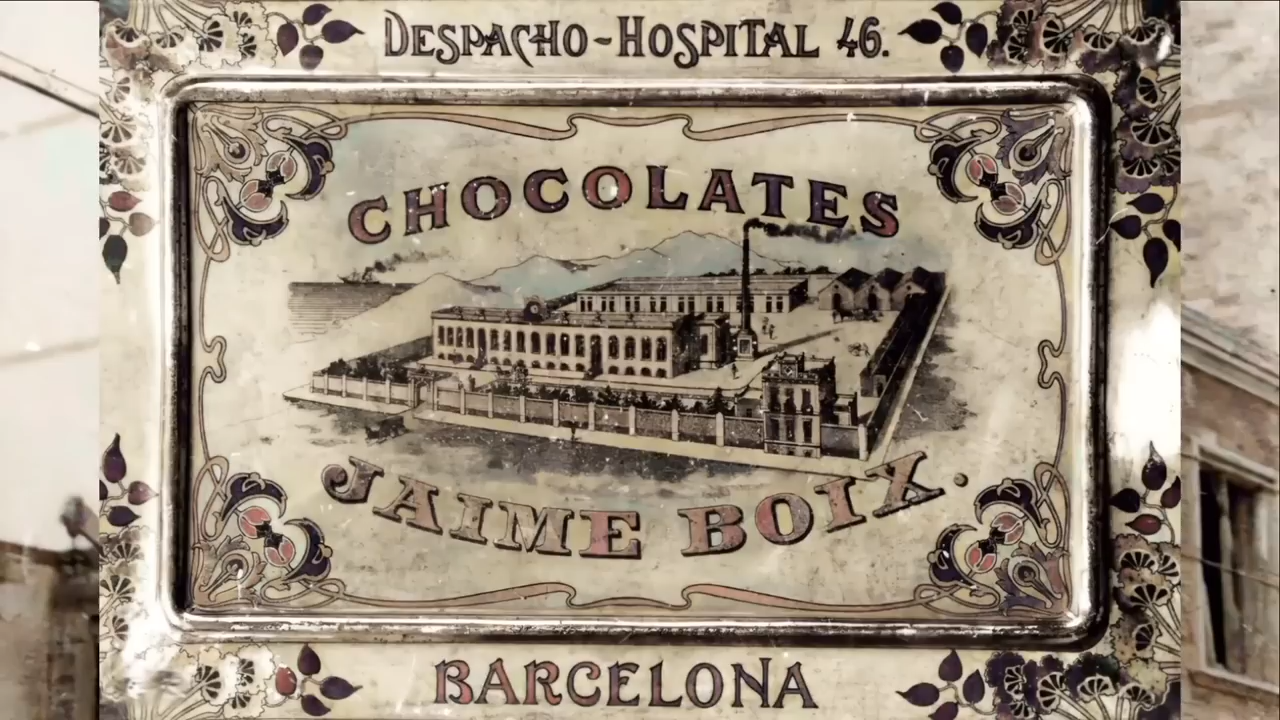 DESPACHO-HOSPITAL 46.
CHOCOLATES
JAIME BOIX.
BARCELONA